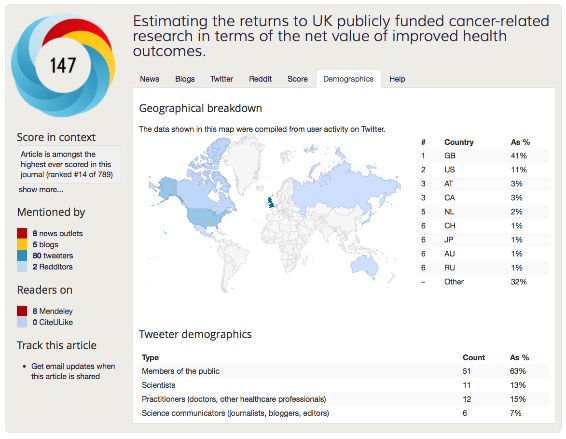 147
Estimating the returns to UK publicly funded cancer-related
research in terms of the net value of improved health
outcomes.
News Blogs Twitter Reddit Score Demographics Help
Score in context
Article is amongst the
highest ever scored in this
journal (ranked #14 of 789)
show more...
Mentioned by
8 news outlets
5 blogs
80 tweeters
2 Redditors
Readers on
8 Mendeley
0 CiteULike
Track this article
• Get email updates when
this article is shared
Geographical breakdown
The data shown in this map were compiled from user activity on Twitter.
# Country As %
1 GB 41%
2 US 11%
3 AT 3%
3 CA 3%
5 NL 2%
6 CH 1%
6 JP 1%
6 AU 1%
6 RU 1%
– Other 32%
Tweeter demographics
Type Count As %
Members of the public 51 63%
Scientists 11 13%
Practitioners (doctors, other healthcare professionals) 12 15%
Science communicators (journalists, bloggers, editors) 6 7%